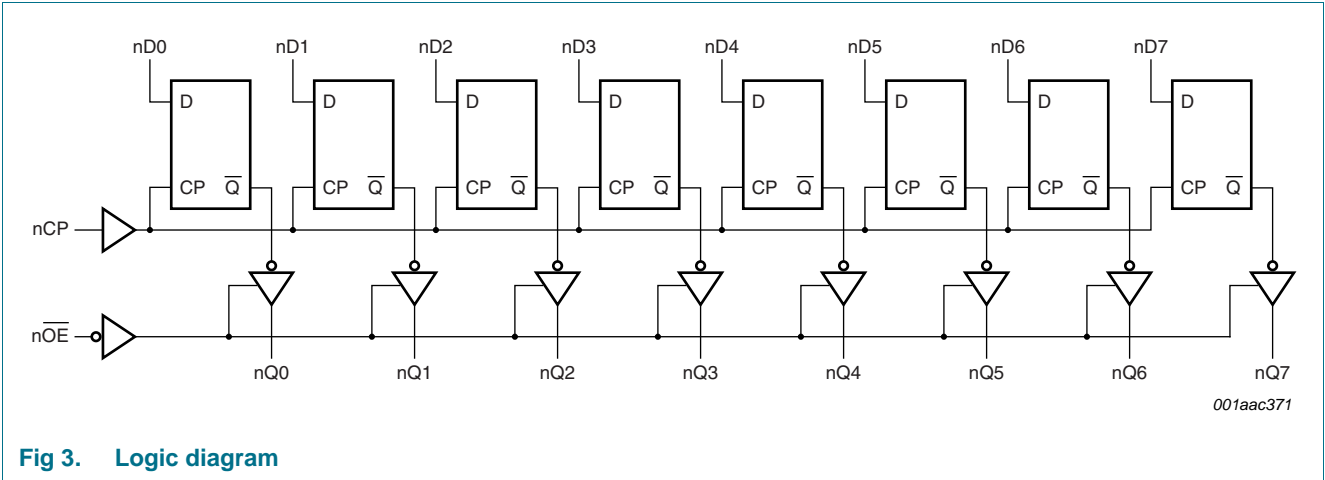 nD0 nD1 nD2 nD3 nD4 nD5 nD6 nD7
D D D D D D D D
CP Q̅ CP Q̅ CP Q̅ CP Q̅ CP Q̅ CP Q̅ CP Q̅ CP Q̅
nCP
nO̅E̅
nQ0 nQ1 nQ2 nQ3 nQ4 nQ5 nQ6 nQ7
001aac371
Fig 3. Logic diagram